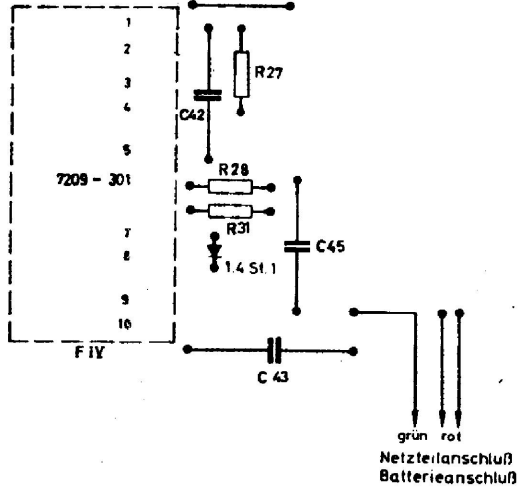 1
2
R27
3
4
C42
5
R28
7209 - 301
R31
7
8
C45
1.4 St.1
9
10
F IV
C 43
grün rot
Netzteilanschluß
Batterieanschluß